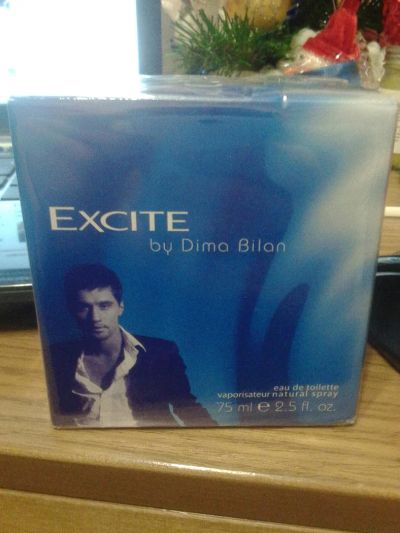 EXCITE
by Dima Bilan
eau de toilette
vaporisateur natural spray
75 ml e 2.5 fl. oz.